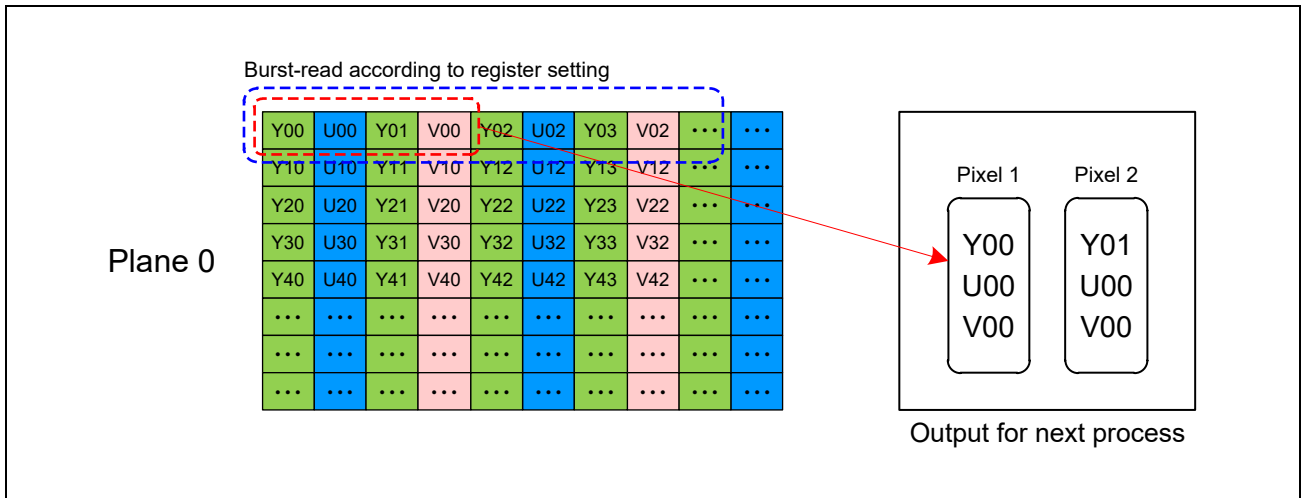 Burst-read according to register setting
Y00 U00 Y01 V00 Y02 U02 Y03 V02 ••• •••
Y10 U10 Y11 V10 Y12 U12 Y13 V12 ••• •••
Y20 U20 Y21 V20 Y22 U22 Y23 V22 ••• •••
Y30 U30 Y31 V30 Y32 U32 Y33 V32 ••• •••
Y40 U40 Y41 V40 Y42 U42 Y43 V42 ••• •••
••• ••• ••• ••• ••• ••• ••• ••• ••• •••
••• ••• ••• ••• ••• ••• ••• ••• ••• •••
••• ••• ••• ••• ••• ••• ••• ••• ••• •••
Plane 0
Pixel 1 Pixel 2
Y00 Y01
U00 U00
V00 V00
Output for next process